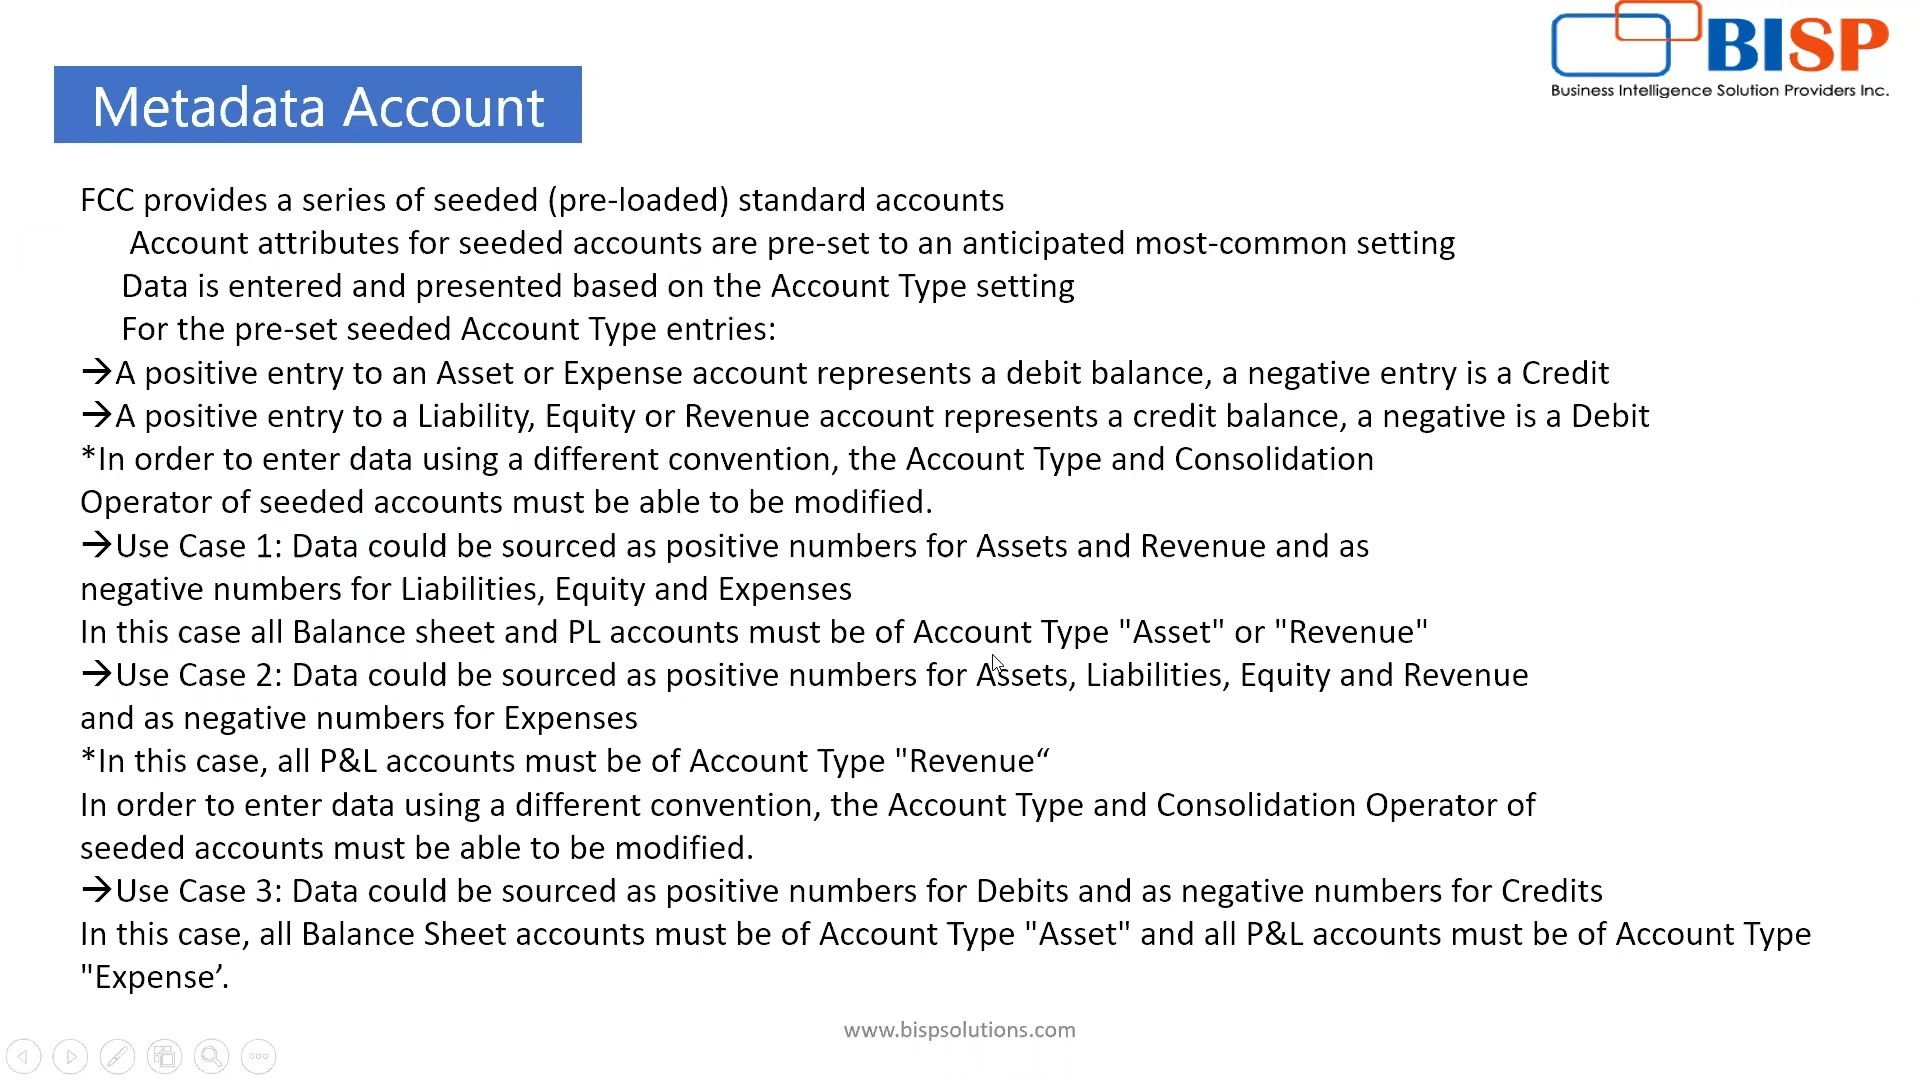 BISP
Business Intelligence Solution Providers Inc.
Metadata Account
FCC provides a series of seeded (pre-loaded) standard accounts
Account attributes for seeded accounts are pre-set to an anticipated most-common setting
Data is entered and presented based on the Account Type setting
For the pre-set seeded Account Type entries:
→A positive entry to an Asset or Expense account represents a debit balance, a negative entry is a Credit
→A positive entry to a Liability, Equity or Revenue account represents a credit balance, a negative is a Debit
*In order to enter data using a different convention, the Account Type and Consolidation
Operator of seeded accounts must be able to be modified.
→Use Case 1: Data could be sourced as positive numbers for Assets and Revenue and as
negative numbers for Liabilities, Equity and Expenses
In this case all Balance sheet and PL accounts must be of Account Type "Asset" or "Revenue"
→Use Case 2: Data could be sourced as positive numbers for Assets, Liabilities, Equity and Revenue
and as negative numbers for Expenses
*In this case, all P&L accounts must be of Account Type "Revenue“
In order to enter data using a different convention, the Account Type and Consolidation Operator of
seeded accounts must be able to be modified.
→Use Case 3: Data could be sourced as positive numbers for Debits and as negative numbers for Credits
In this case, all Balance Sheet accounts must be of Account Type "Asset" and all P&L accounts must be of Account Type
"Expense’.
www.bispsolutions.com